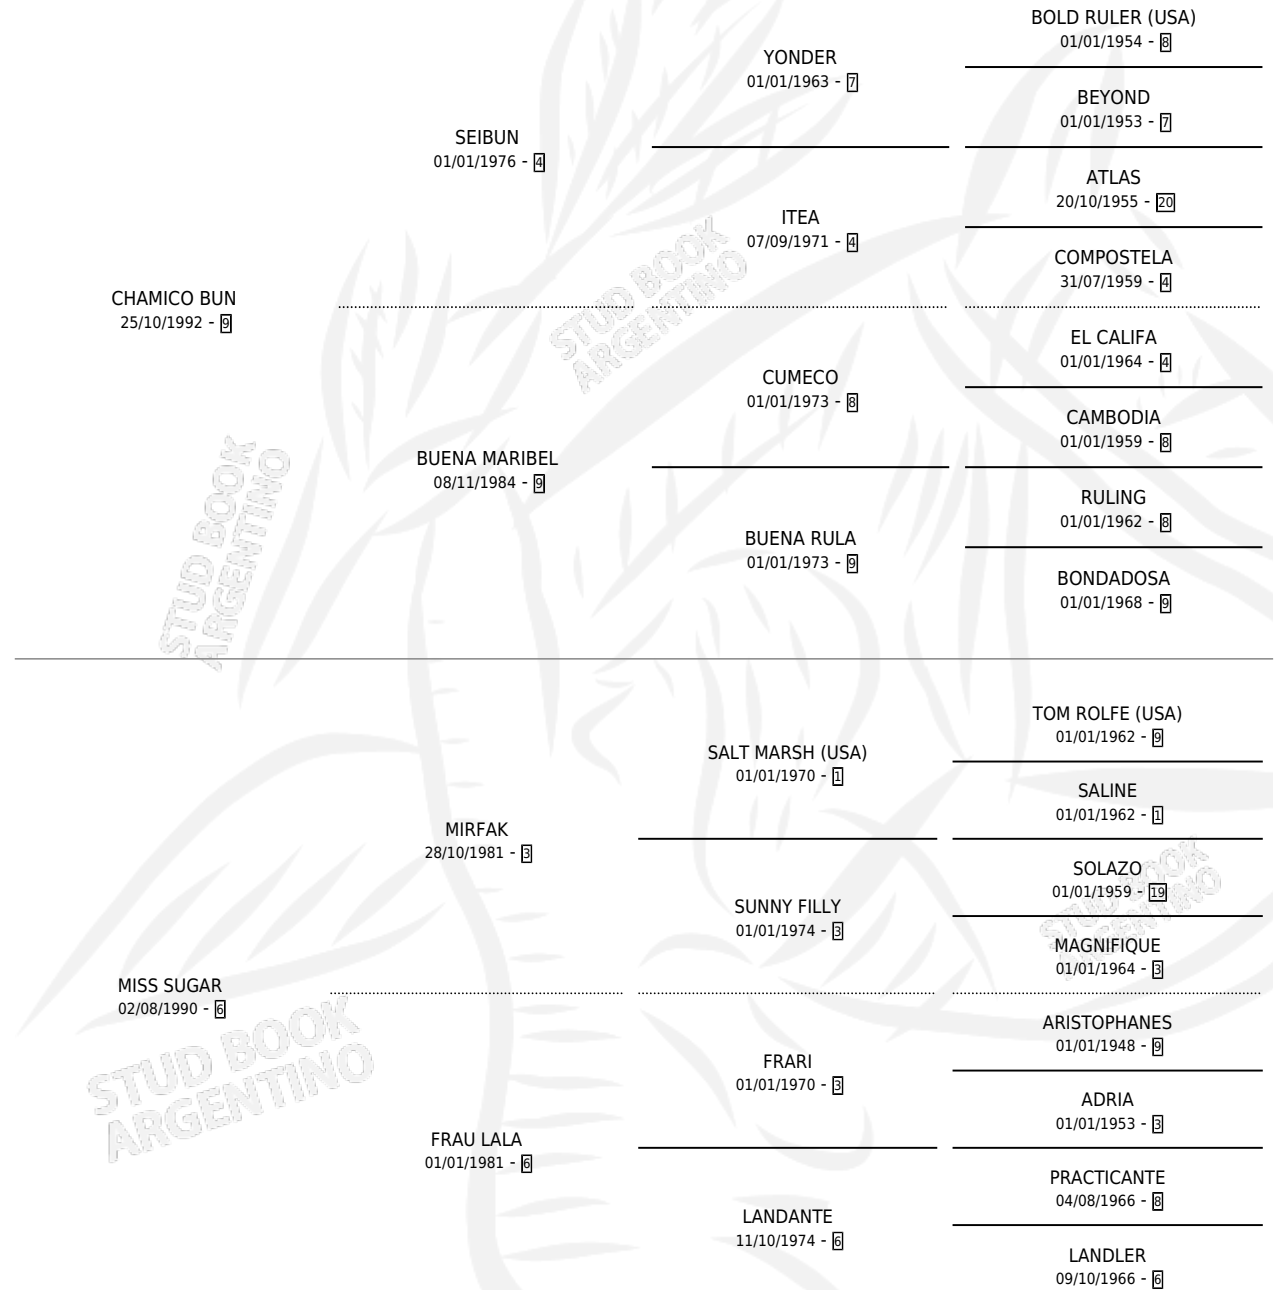 BOLD RULER (USA)
01/01/1954 - 8
YONDER
01/01/1963 - 7
BEYOND
01/01/1953 - 7
SEIBUN
01/01/1976 - 4
ATLAS
20/10/1955 - 20
ITEA
07/09/1971 - 4
COMPOSTELA
31/07/1959 - 4
CHAMICO BUN
25/10/1992 - 9
EL CALIFA
01/01/1964 - 4
CUMECO
01/01/1973 - 8
CAMBODIA
01/01/1959 - 8
BUENA MARIBEL
08/11/1984 - 9
RULING
01/01/1962 - 8
BUENA RULA
01/01/1973 - 9
BONDADOSA
01/01/1968 - 9
STUD BOOK
ARGENTINO
STUD BOOK
ARGENTINO
TOM ROLFE (USA)
01/01/1962 - 9
SALT MARSH (USA)
01/01/1970 - 1
SALINE
01/01/1962 - 1
MIRFAK
28/10/1981 - 3
SOLAZO
01/01/1959 - 19
SUNNY FILLY
01/01/1974 - 3
MAGNIFIQUE
01/01/1964 - 3
MISS SUGAR
02/08/1990 - 6
ARISTOPHANES
01/01/1948 - 9
FRARI
01/01/1970 - 3
ADRIA
01/01/1953 - 3
FRAU LALA
01/01/1981 - 6
PRACTICANTE
04/08/1966 - 8
LANDANTE
11/10/1974 - 6
LANDLER
09/10/1966 - 6
STUD BOOK
ARGENTINO
STUD BOOK
ARGENTINO